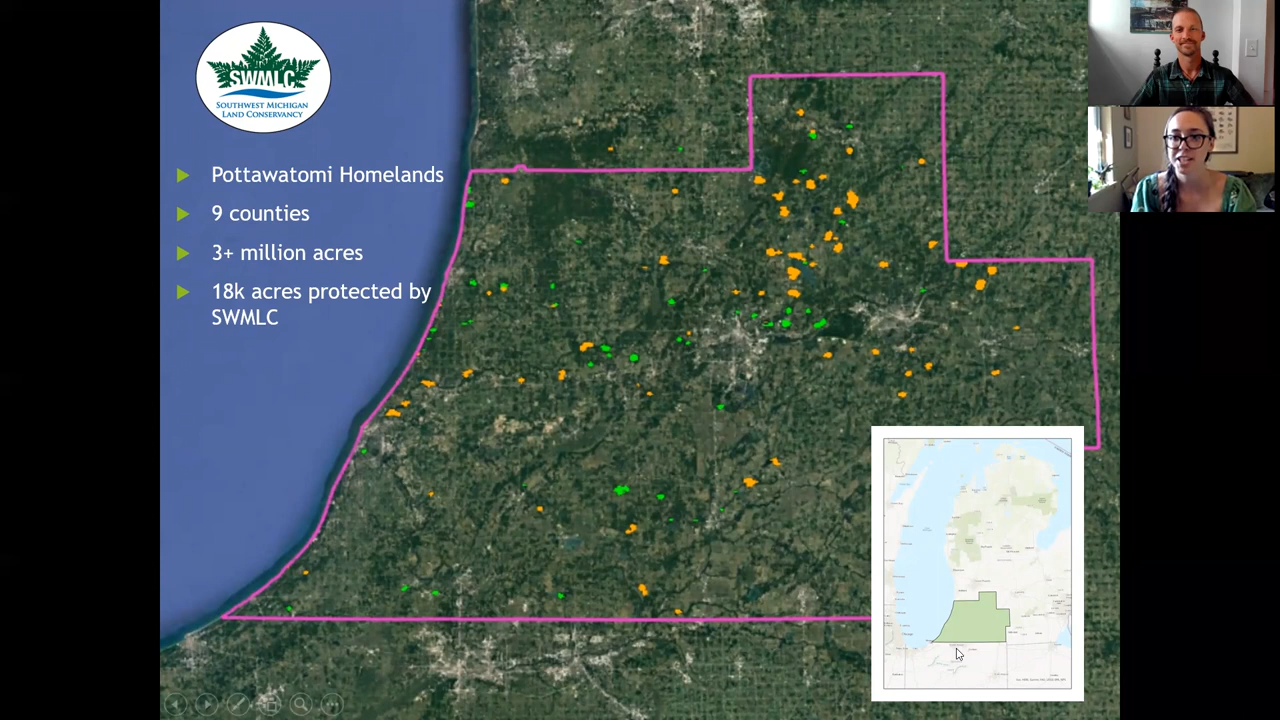 SWMLC
SOUTHWEST MICHIGAN
LAND CONSERVANCY
Pottawatomi Homelands
9 counties
3+ million acres
18k acres protected by
SWMLC